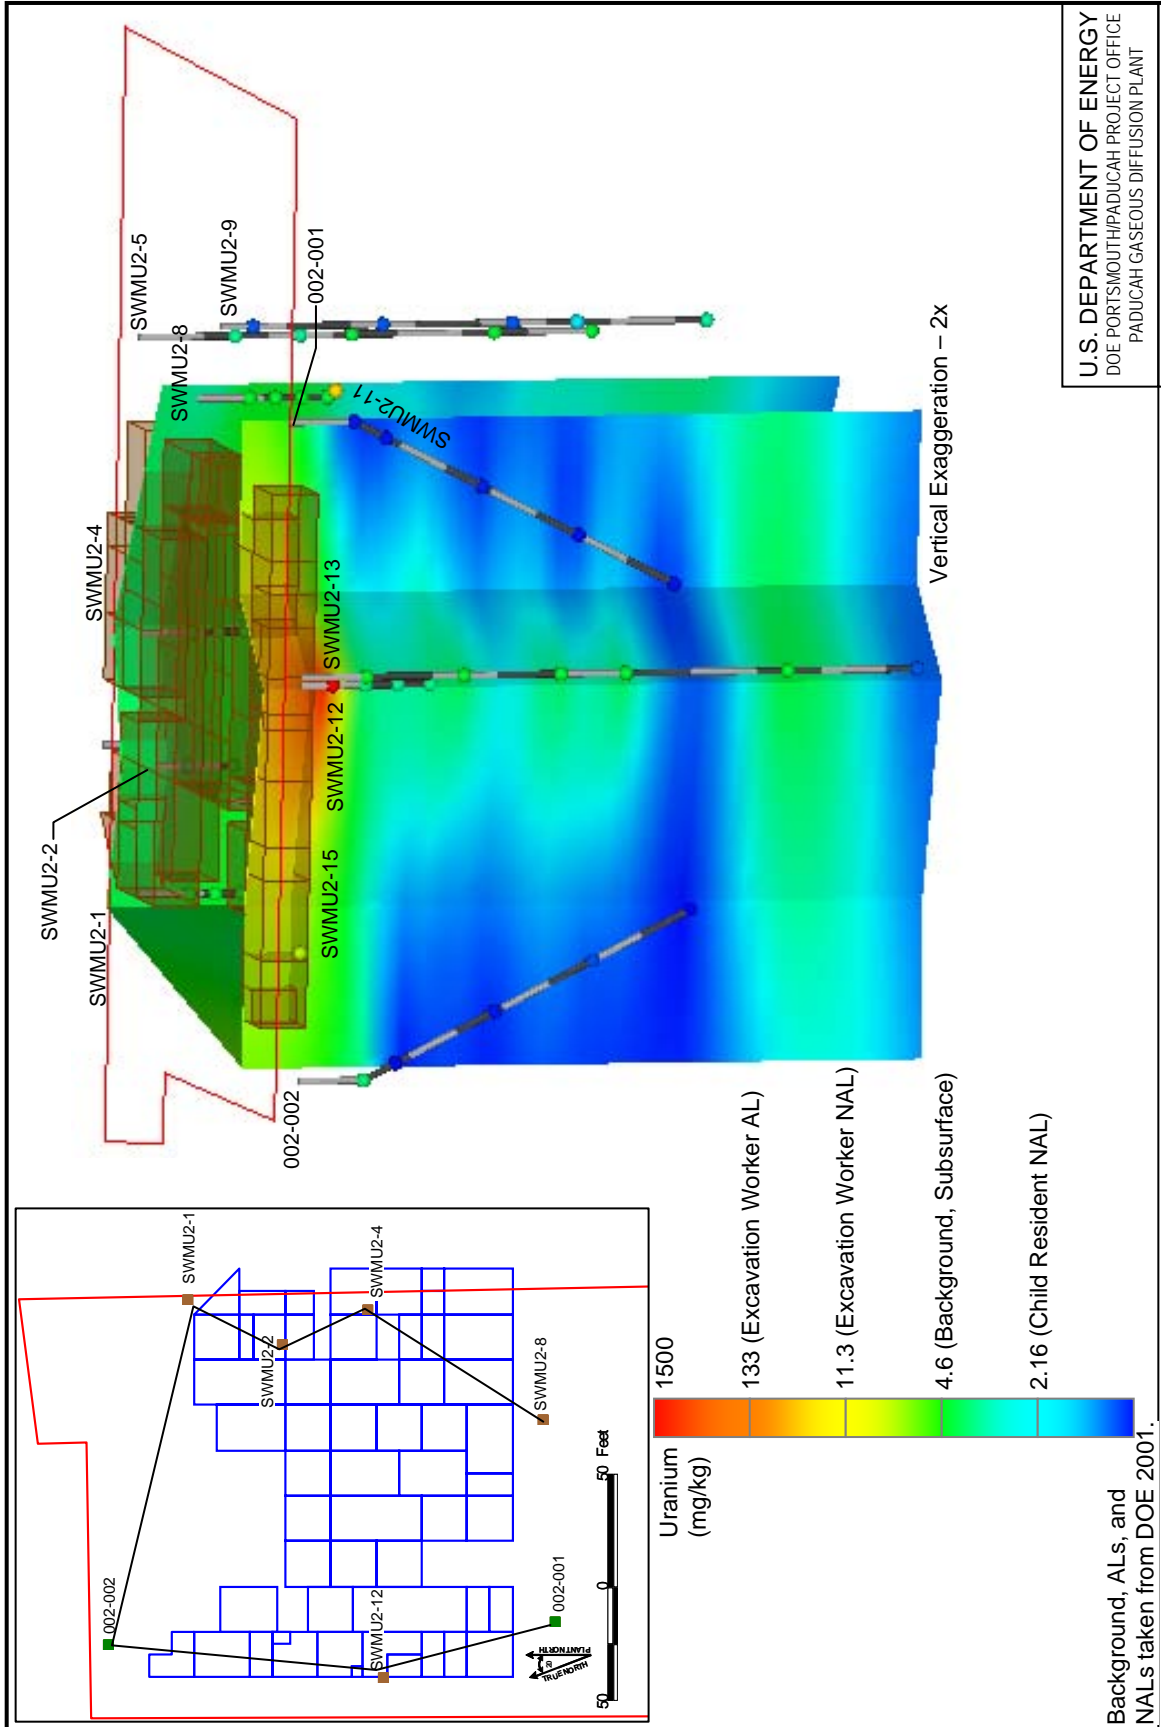 SWMU2-5
SWMU2-9
SWMU2-8
002-001
SWMU2-11
SWMU2-4
SWMU2-13
SWMU2-12
SWMU2-2
SWMU2-15
SWMU2-1
002-002
Vertical Exaggeration – 2x
U.S. DEPARTMENT OF ENERGY
DOE PORTSMOUTH/PADUCAH PROJECT OFFICE
PADUCAH GASEOUS DIFFUSION PLANT
002-002
SWMU2-1
SWMU2-2
SWMU2-4
SWMU2-12
SWMU2-8
002-001
TRUE NORTH
PLANT NORTH
50 0 50 Feet
Uranium
(mg/kg)
1500
133 (Excavation Worker AL)
11.3 (Excavation Worker NAL)
4.6 (Background, Subsurface)
2.16 (Child Resident NAL)
Background, ALs, and
NALs taken from DOE 2001.